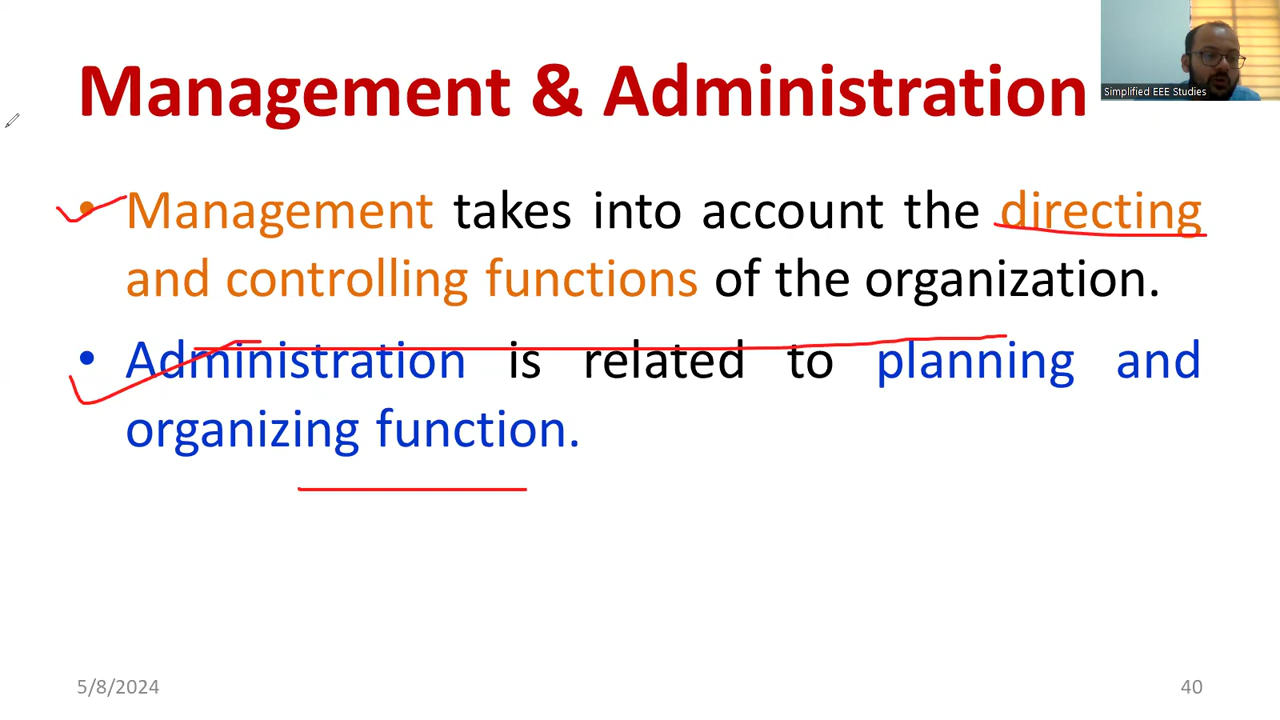 Management & Administration
Simplified EEE Studies
• Management takes into account the directing
and controlling functions of the organization.
• Administration is related to planning and
organizing function.
5/8/2024
40